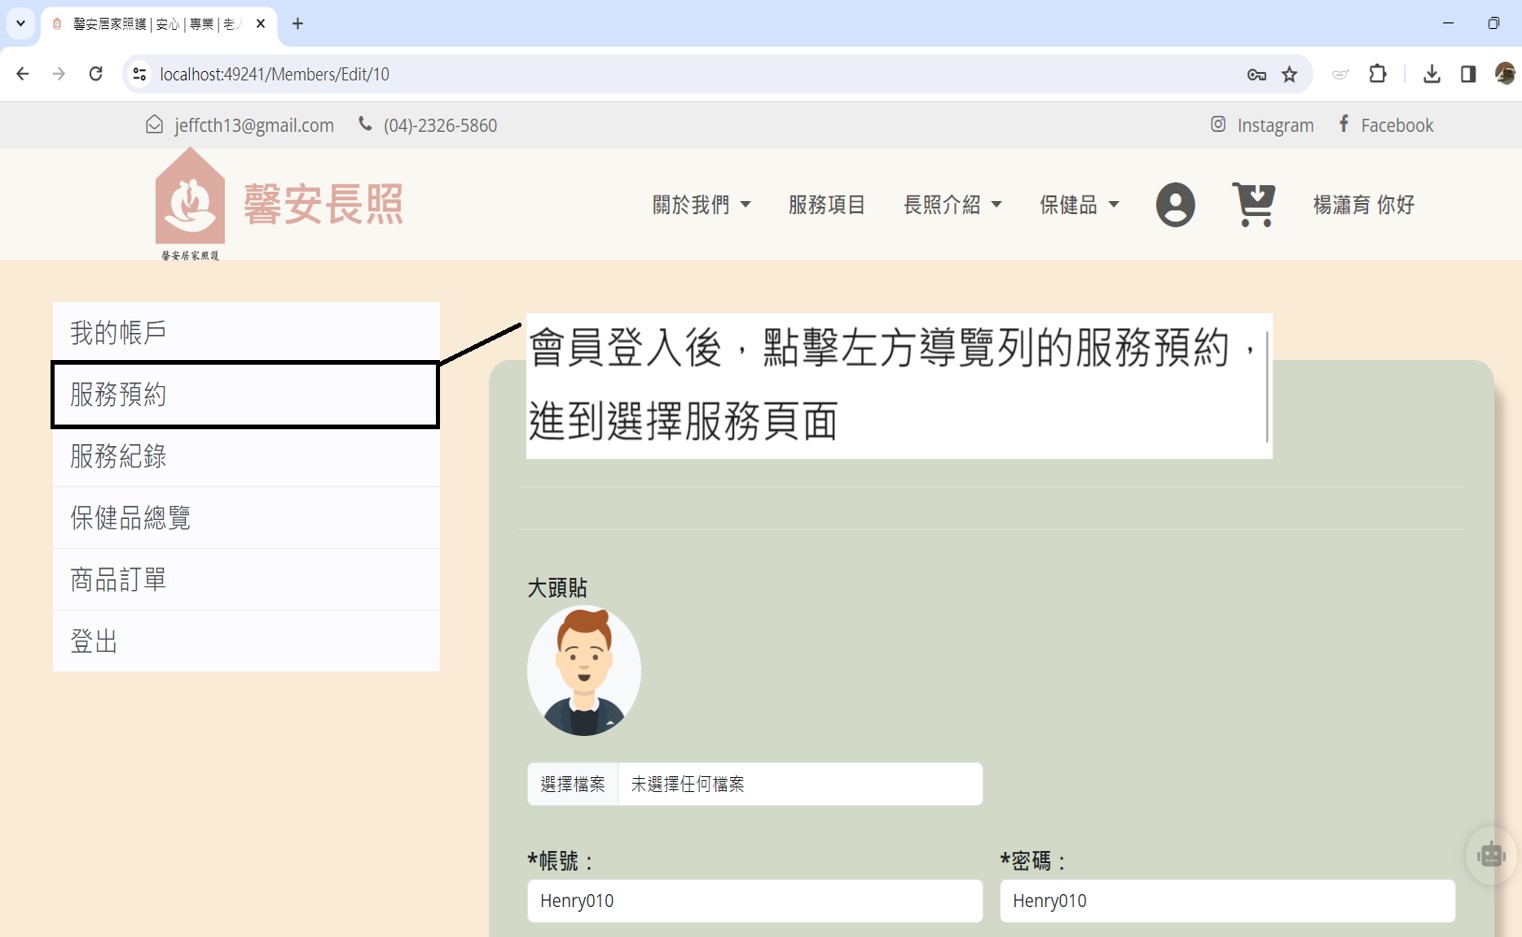 馨安居家照護 | 安心 | 專業 | 老
localhost:49241/Members/Edit/10
jeffcth13@gmail.com (04)-2326-5860 Instagram Facebook
馨安長照
馨安居家照護
關於我們 服務項目 長照介紹 保健品 楊瀟育 你好
我的帳戶
服務預約
服務紀錄
保健品總覽
商品訂單
登出
會員登入後，點擊左方導覽列的服務預約，
進到選擇服務頁面
大頭貼
選擇檔案 未選擇任何檔案
*帳號： *密碼：
Henry010 Henry010